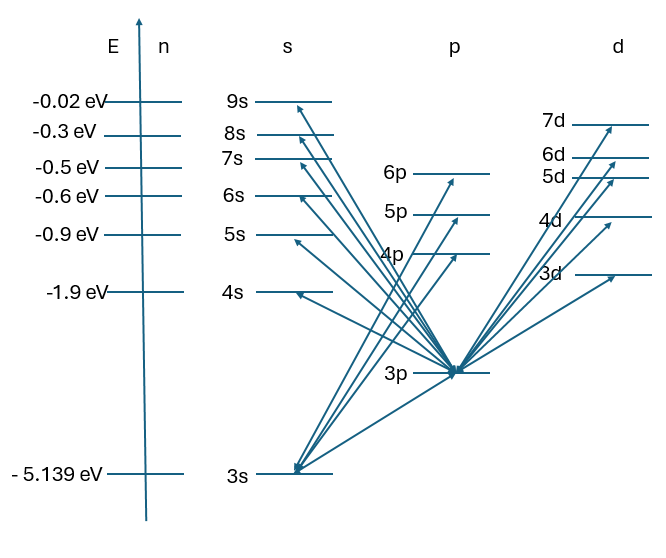 E n s p d
-0.02 eV 9s
7d
-0.3 eV 8s
6d
7s
-0.5 eV 6p 5d
-0.6 eV 6s
5p 4d
-0.9 eV 5s
4p
3d
-1.9 eV 4s
3p
- 5.139 eV 3s